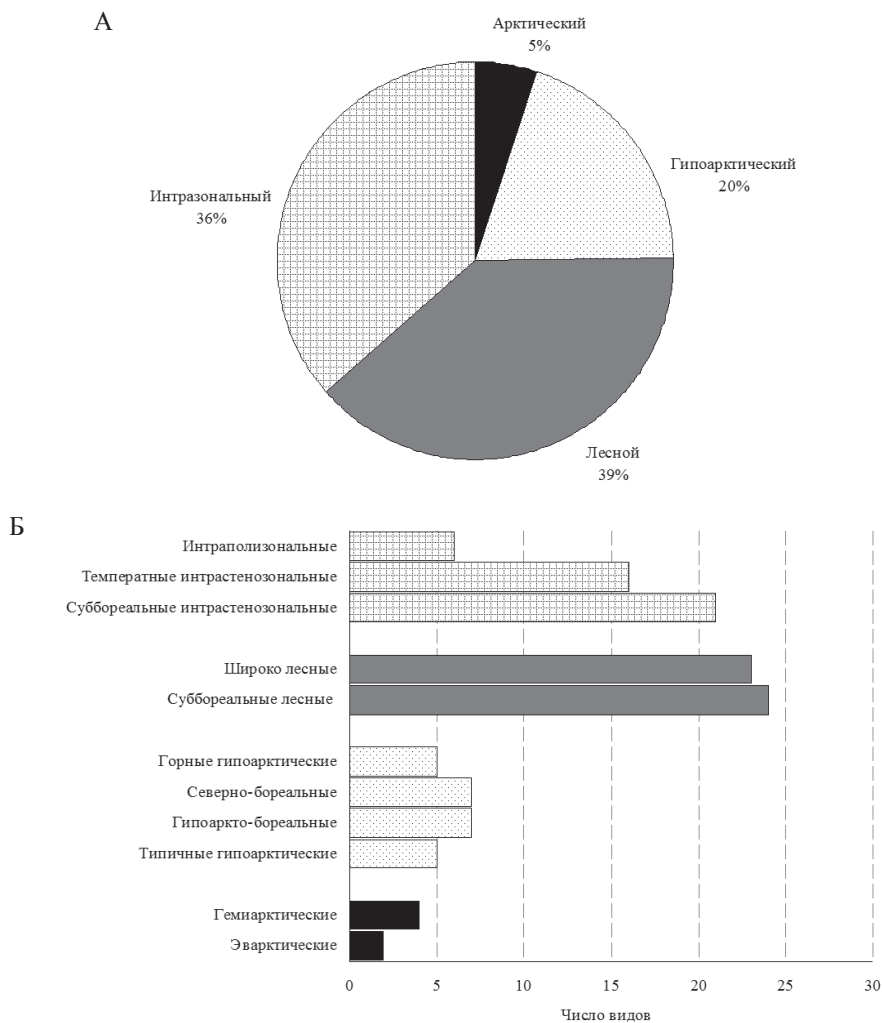 А
Арктический
5%
Гипоарктический
20%
Интразональный
36%
Лесной
39%
Б
Интраполизональные
Температные интрастенозональные
Суббореальные интрастенозональные
Широко лесные
Суббореальные лесные
Горные гипоарктические
Северно-бореальные
Гипоаркто-бореальные
Типичные гипоарктические
Гемиарктические
Эварктические
0 5 10 15 20 25 30
Число видов